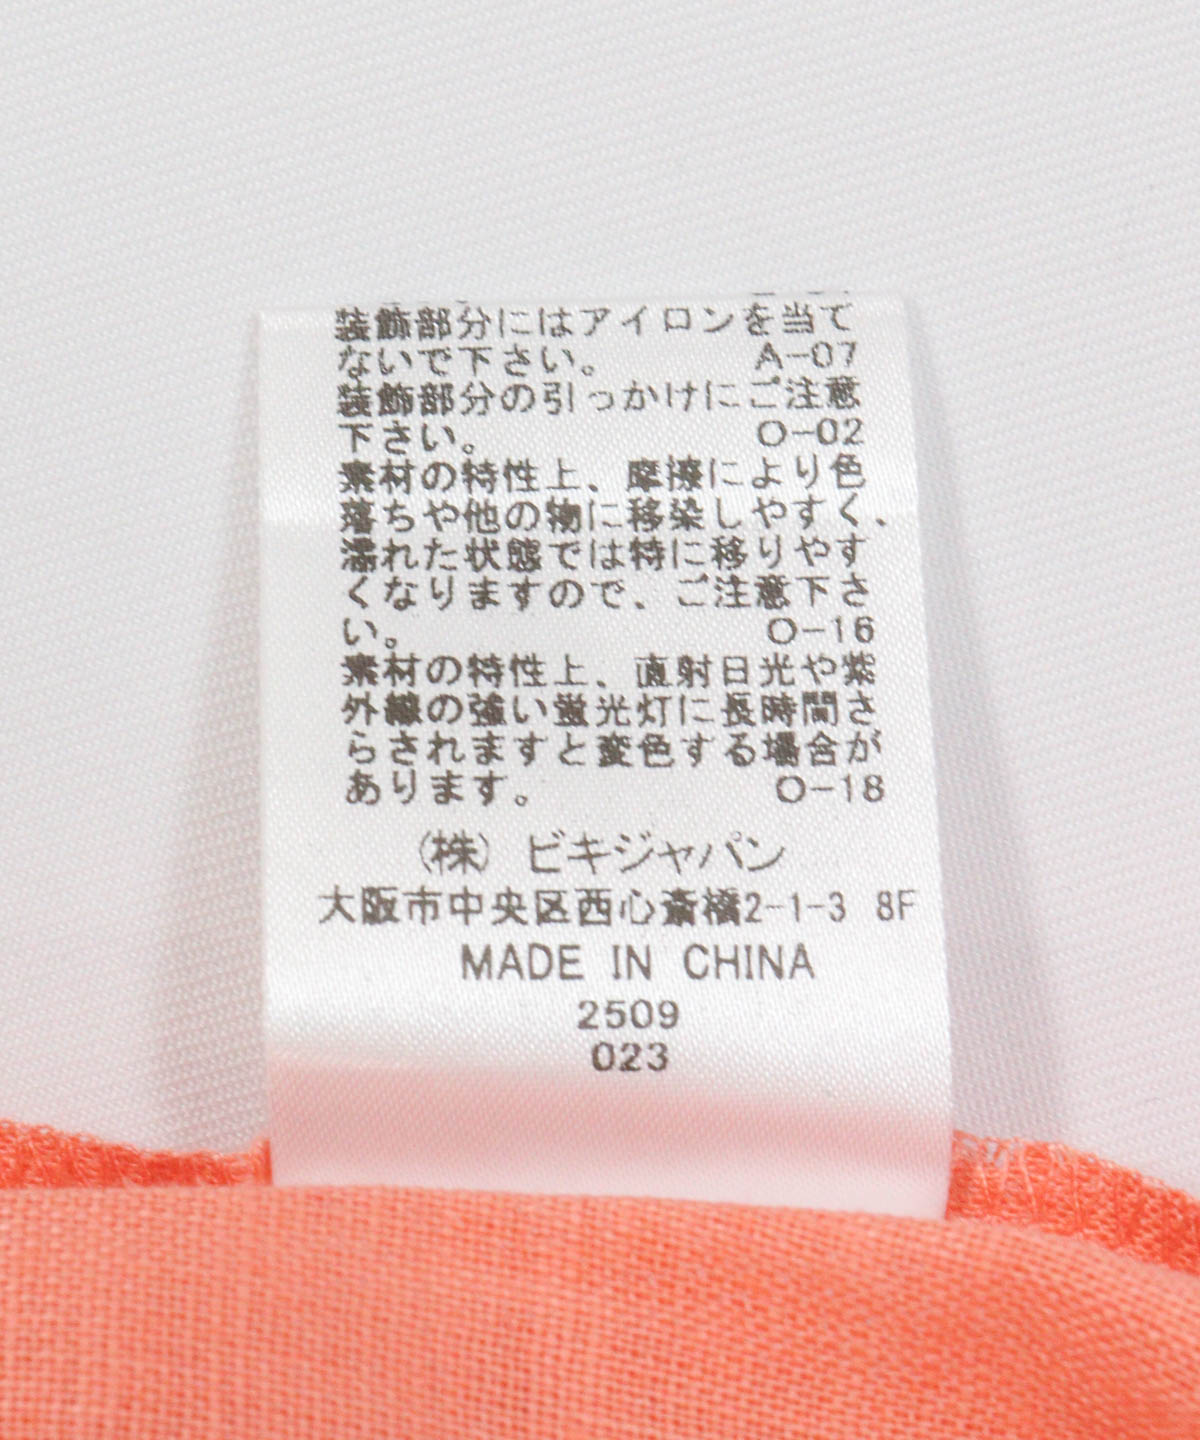 装飾部分にはアイロンを当て
ないで下さい。 A-07
装飾部分の引っかけにご注意
下さい。 O-02
素材の特性上、摩擦により色
落ちや他の物に移染しやすく、
濡れた状態では特に移りやす
くなりますので、ご注意下さ
い。 O-16
素材の特性上、直射日光や紫
外線の強い蛍光灯に長時間さ
らされますと変色する場合が
あります。 O-18
(株) ビキジャパン
大阪市中央区西心斎橋2-1-3 8F
MADE IN CHINA
2509
023